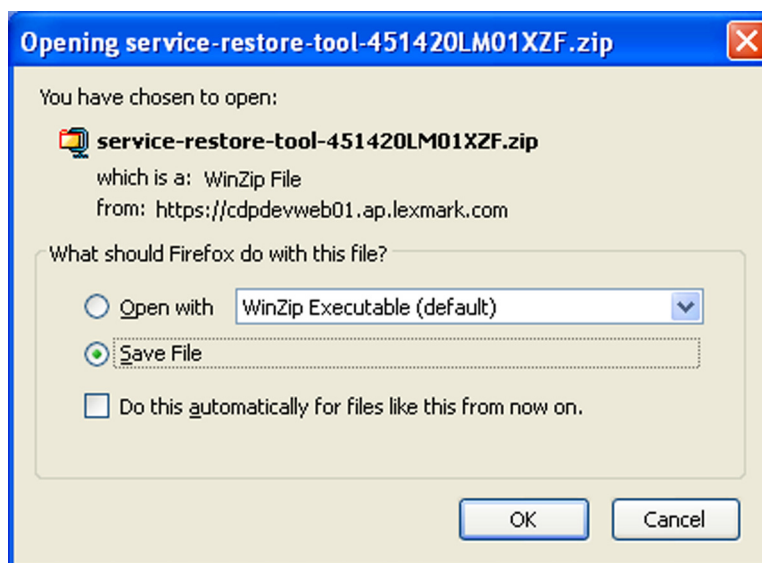 Opening service-restore-tool-451420LM01XZF.zip
You have chosen to open:
service-restore-tool-451420LM01XZF.zip
which is a: WinZip File
from: https://cdpdevweb01.ap.lexmark.com
What should Firefox do with this file?
Open with WinZip Executable (default)
Save File
Do this automatically for files like this from now on.
OK Cancel